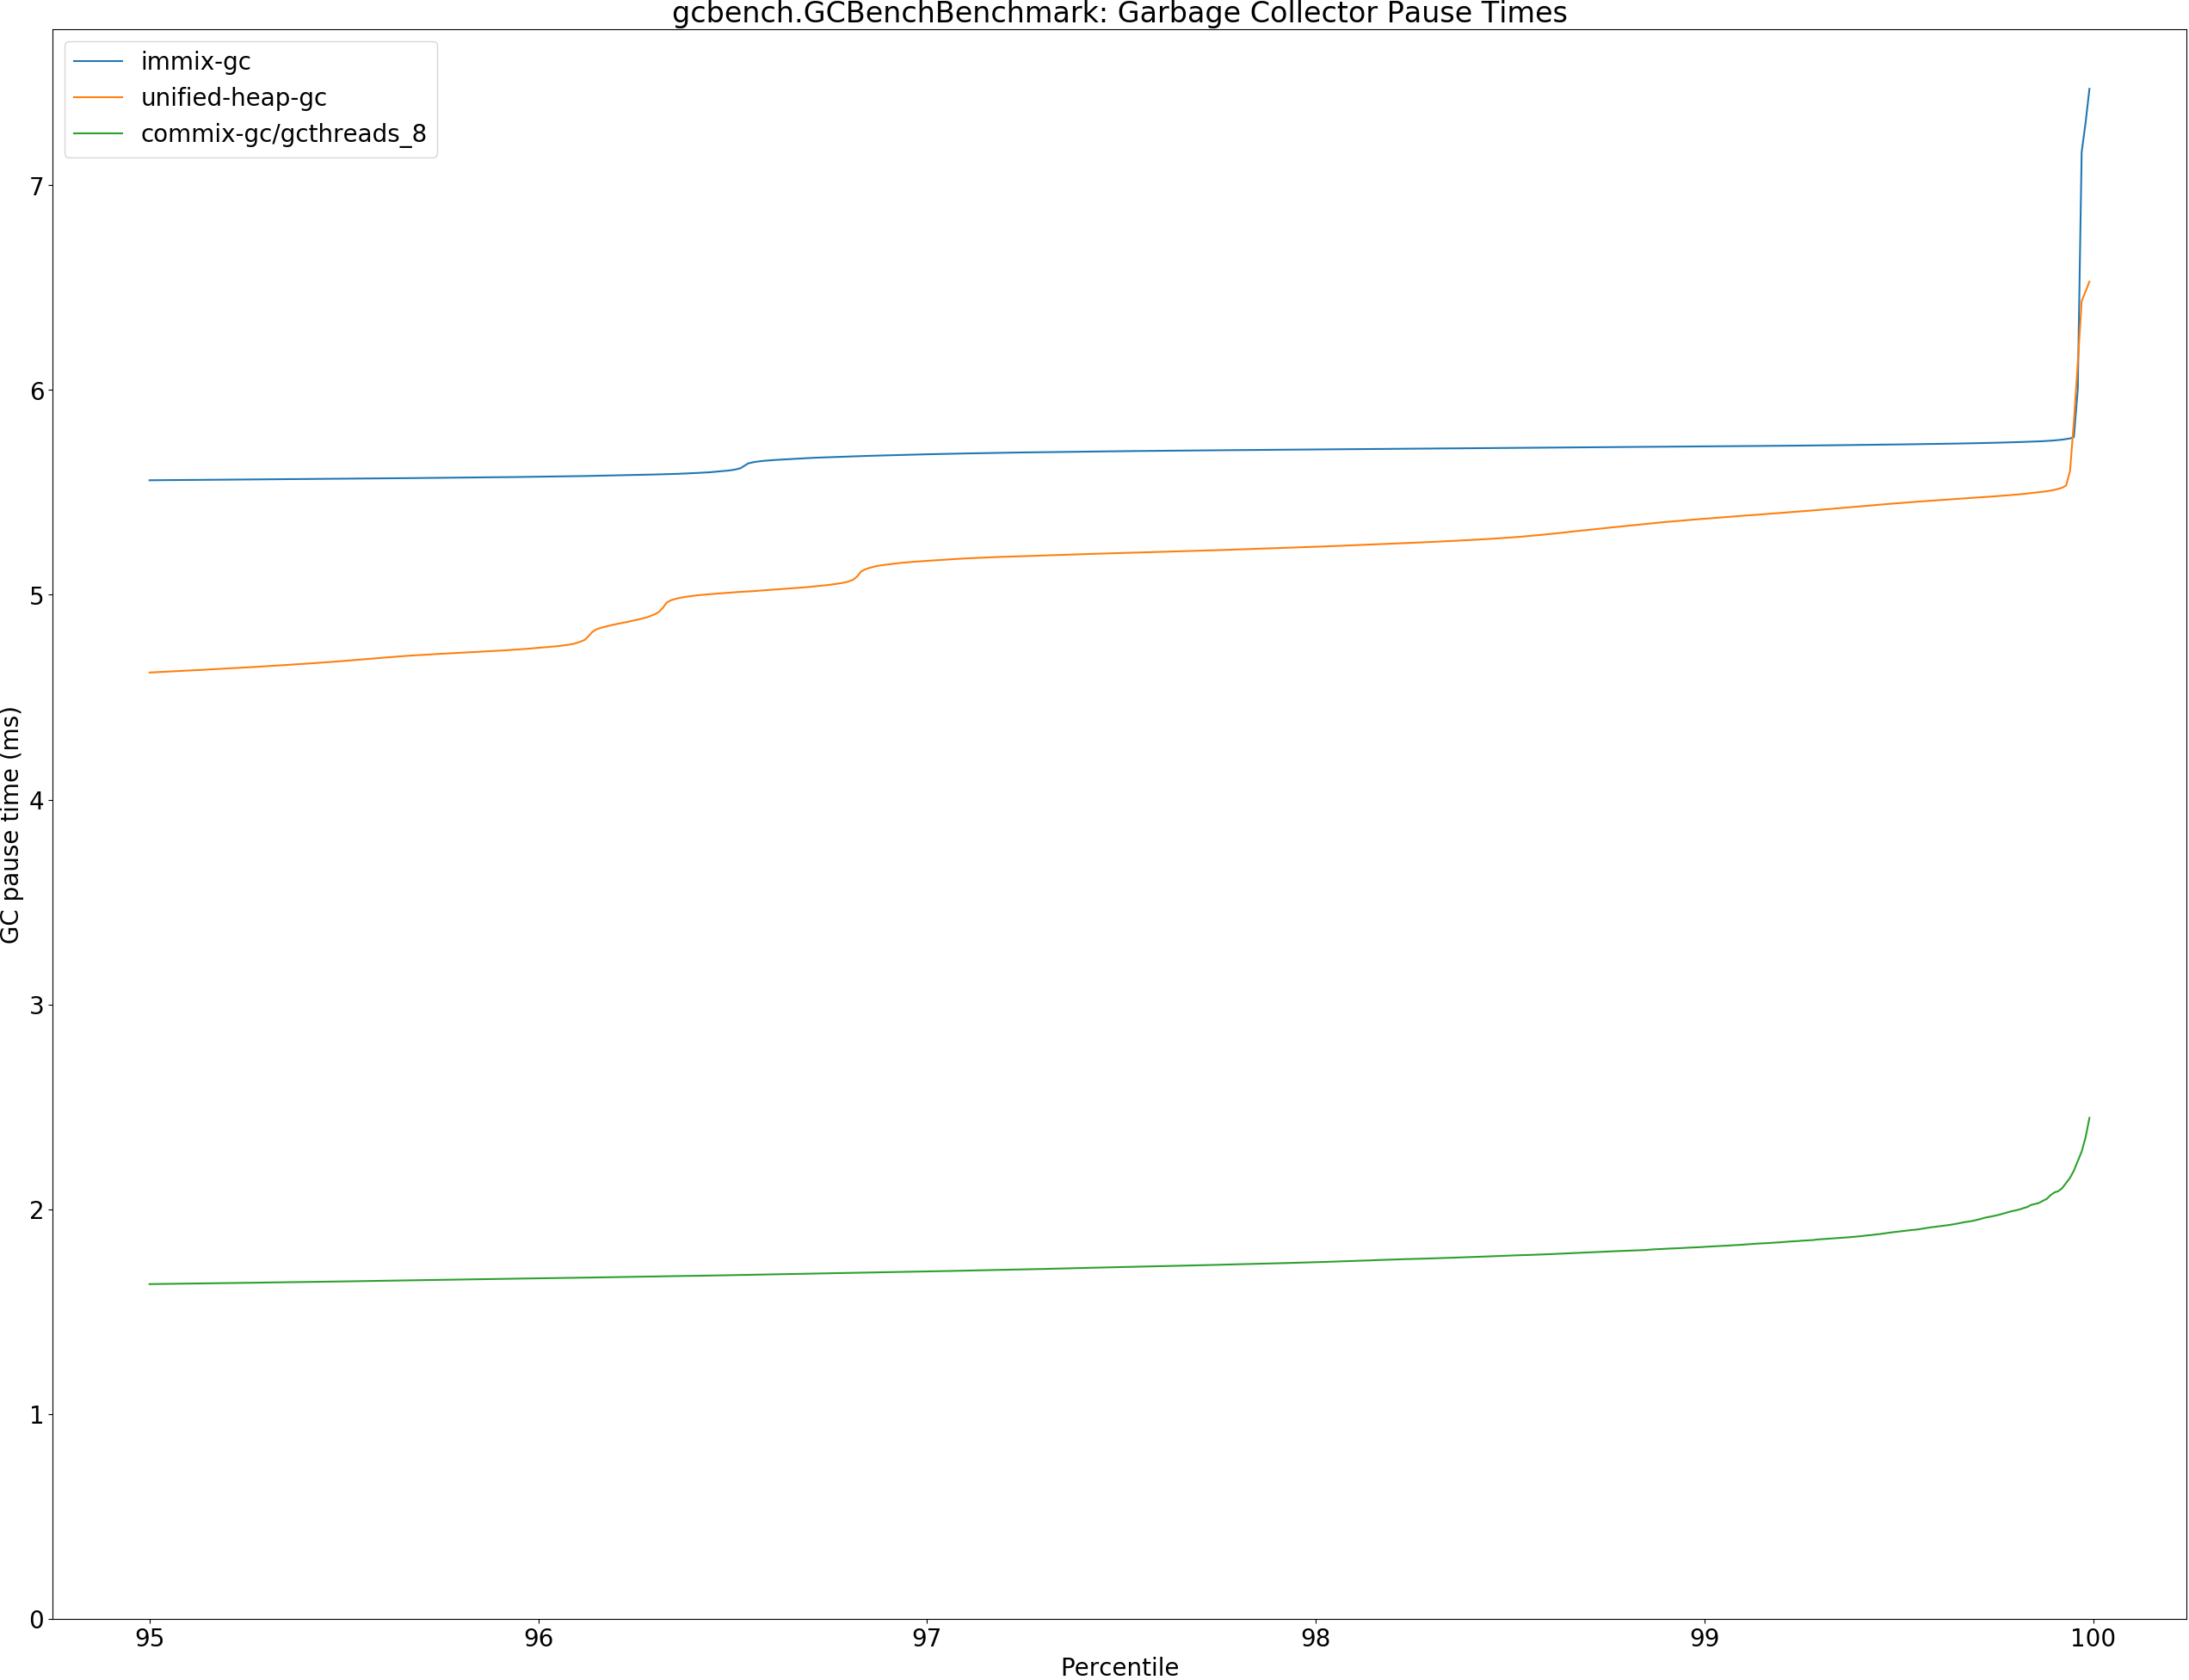 gcbench.GCBenchBenchmark: Garbage Collector Pause Times
immix-gc
unified-heap-gc
commix-gc/gcthreads_8
7
6
5
4
3
2
1
0
GC pause time (ms)
95 96 97 98 99 100
Percentile